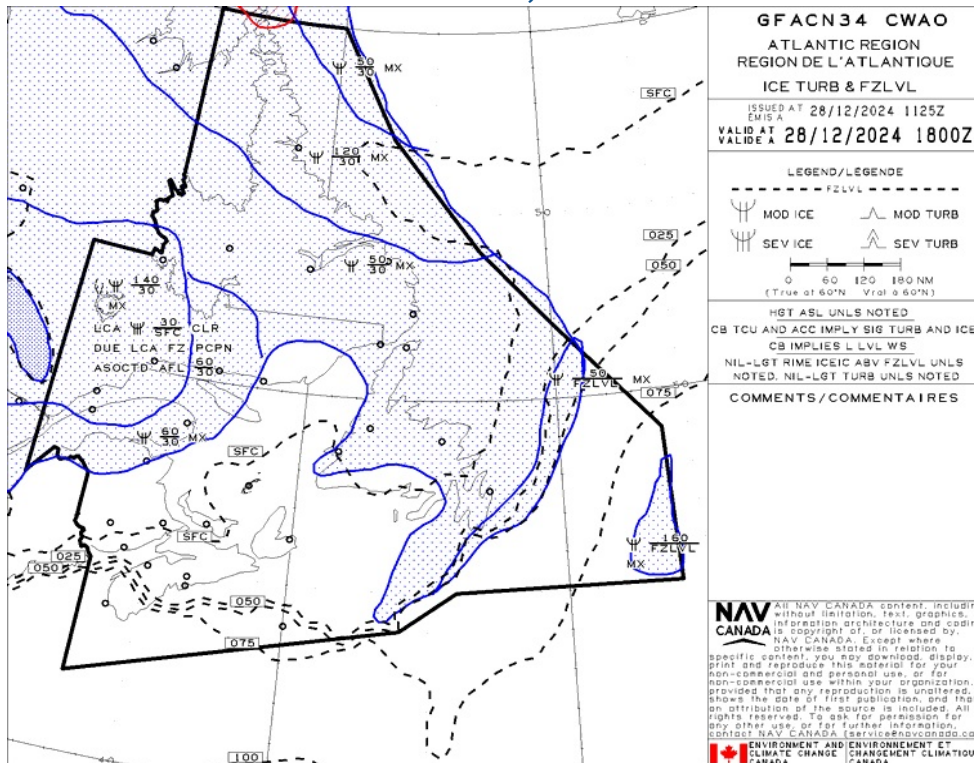 GFACN34 CWAO
ATLANTIC REGION
REGION DE L'ATLANTIQUE
ICE TURB & FZLVL
ISSUED AT 28/12/2024 1125Z
EMIS A
VALID AT 28/12/2024 1800Z
VALIDE A
LEGEND/LEGENDE
FZLVL
MOD ICE
MOD TURB
SEV ICE
SEV TURB
0 60 120 180 NM
(True at 60°N Vrai a 60°N)
HGT ASL UNLS NOTED
CB TCU AND ACC IMPLY SIG TURB AND ICE
CB IMPLIES L LVL WS
NIL-LGT RIME ICEIC ABV FZLVL UNLS
NOTED. NIL-LGT TURB UNLS NOTED
COMMENTS/COMMENTAIRES
50
30 MX
SFC
120
30 MX
50
025
050
50
30 MX
140
30
MX
LCA 30
SFC CLR
DUE LCA FZ PCPN
ASOCTD AFL 60
30
50
FZLVL MX
50
075
60
30 MX
SFC
SFC
160
FZLVL
MX
025
050
050
075
100
NAV
CANADA
All NAV CANADA content, includin
without limitation, text, graphics,
information architecture and codin
is copyright of, or licensed by,
NAV CANADA. Except where
otherwise stated in relation to
specific content, you may download, display,
print and reproduce this material for your
non-commercial and personal use, or for
non-commercial use within your organization,
provided that any reproduction is unaltered,
shows the date of first publication, and tha
an attribution of the source is included. All
rights reserved. To ask for permission for
any other use, or for further information,
contact NAV CANADA (service@navcanada.ca
ENVIRONMENT AND
CLIMATE CHANGE
CANADA
ENVIRONNEMENT ET
CHANGEMENT CLIMATIQU
CANADA